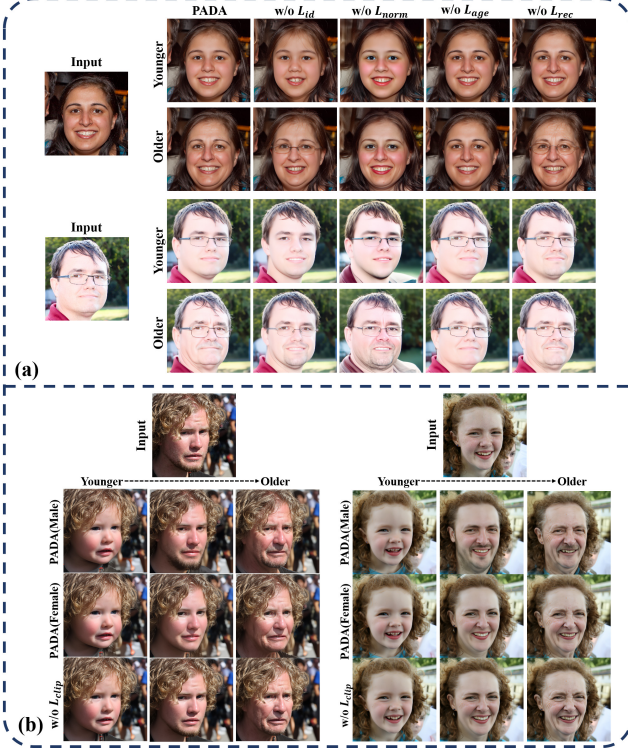 PADA
w/o L_id
w/o L_norm
w/o L_age
w/o L_rec
Input
Younger
Older
Input
Younger
Older
(a)
Input
Input
Younger
Older
Younger
Older
PADA(Male)
PADA(Male)
PADA(Female)
PADA(Female)
w/o L_clip
w/o L_clip
(b)